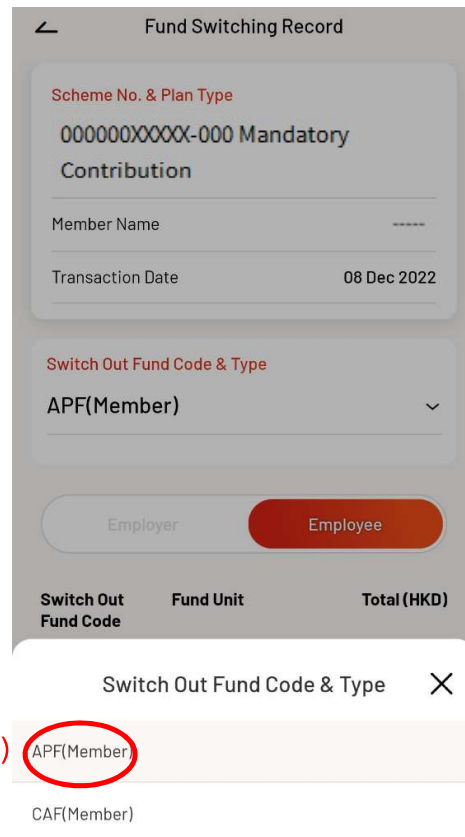 Fund Switching Record
Scheme No. & Plan Type
000000XXXXX-000 Mandatory
Contribution
Member Name -----
Transaction Date 08 Dec 2022
Switch Out Fund Code & Type
APF(Member)
Employer Employee
Switch Out Fund Unit Total (HKD)
Fund Code
Switch Out Fund Code & Type
) APF(Member)
CAF(Member)